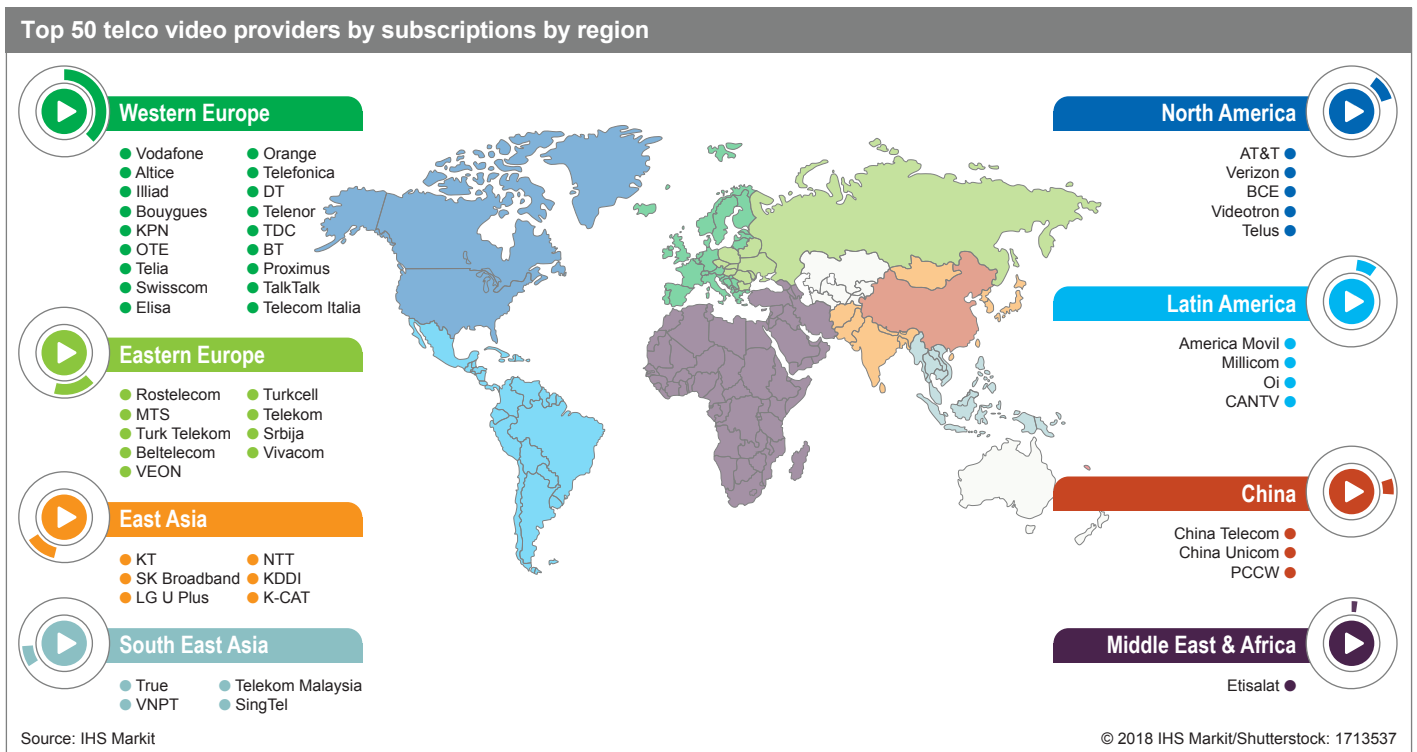 Top 50 telco video providers by subscriptions by region
Western Europe
Vodafone
Altice
Illiad
Bouygues
KPN
OTE
Telia
Swisscom
Elisa
Orange
Telefonica
DT
Telenor
TDC
BT
Proximus
TalkTalk
Telecom Italia
Eastern Europe
Rostelecom
MTS
Turk Telekom
Beltelecom
VEON
Turkcell
Telekom
Srbija
Vivacom
East Asia
KT
SK Broadband
LG U Plus
NTT
KDDI
K-CAT
South East Asia
True
VNPT
Telekom Malaysia
SingTel
North America
AT&T
Verizon
BCE
Videotron
Telus
Latin America
America Movil
Millicom
Oi
CANTV
China
China Telecom
China Unicom
PCCW
Middle East & Africa
Etisalat
Source: IHS Markit
© 2018 IHS Markit/Shutterstock: 1713537